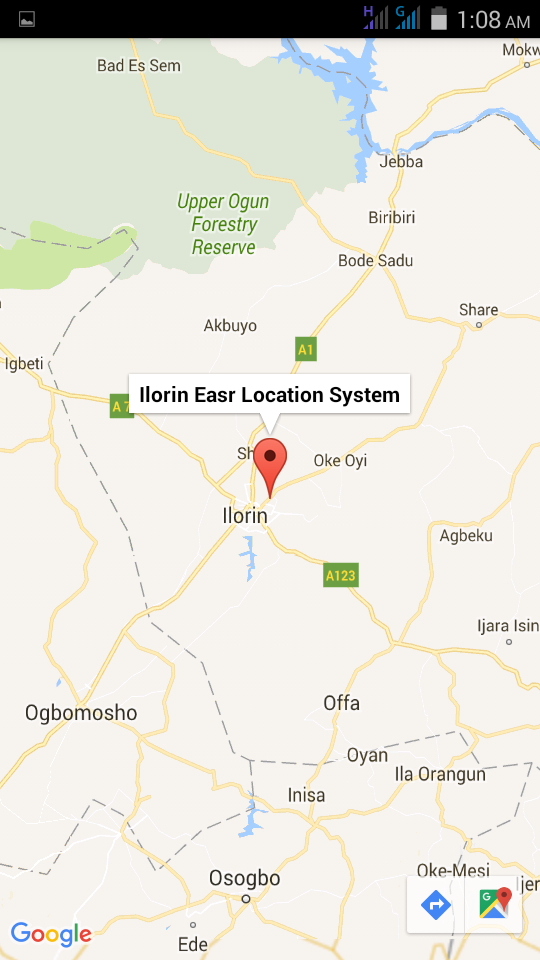 H G 1:08 AM
Mokw
Bad Es Sem
Jebba
Upper Ogun
Forestry
Reserve
Biribiri
Bode Sadu
Share
Akbuyo
A1
Igbeti
A 7
Ilorin Easr Location System
Sh
Oke Oyi
Ilorin
Agbeku
A123
Ijara Isin
Offa
Ogbomosho
Oyan
Ila Orangun
Inisa
Oke-Mesi
Osogbo
jer
G
Google
Ede